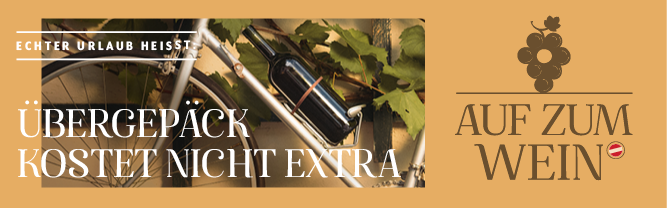 ECHTER URLAUB HEISST:
ÜBERGEPÄCK
KOSTET NICHT EXTRA
AUF ZUM
WEIN